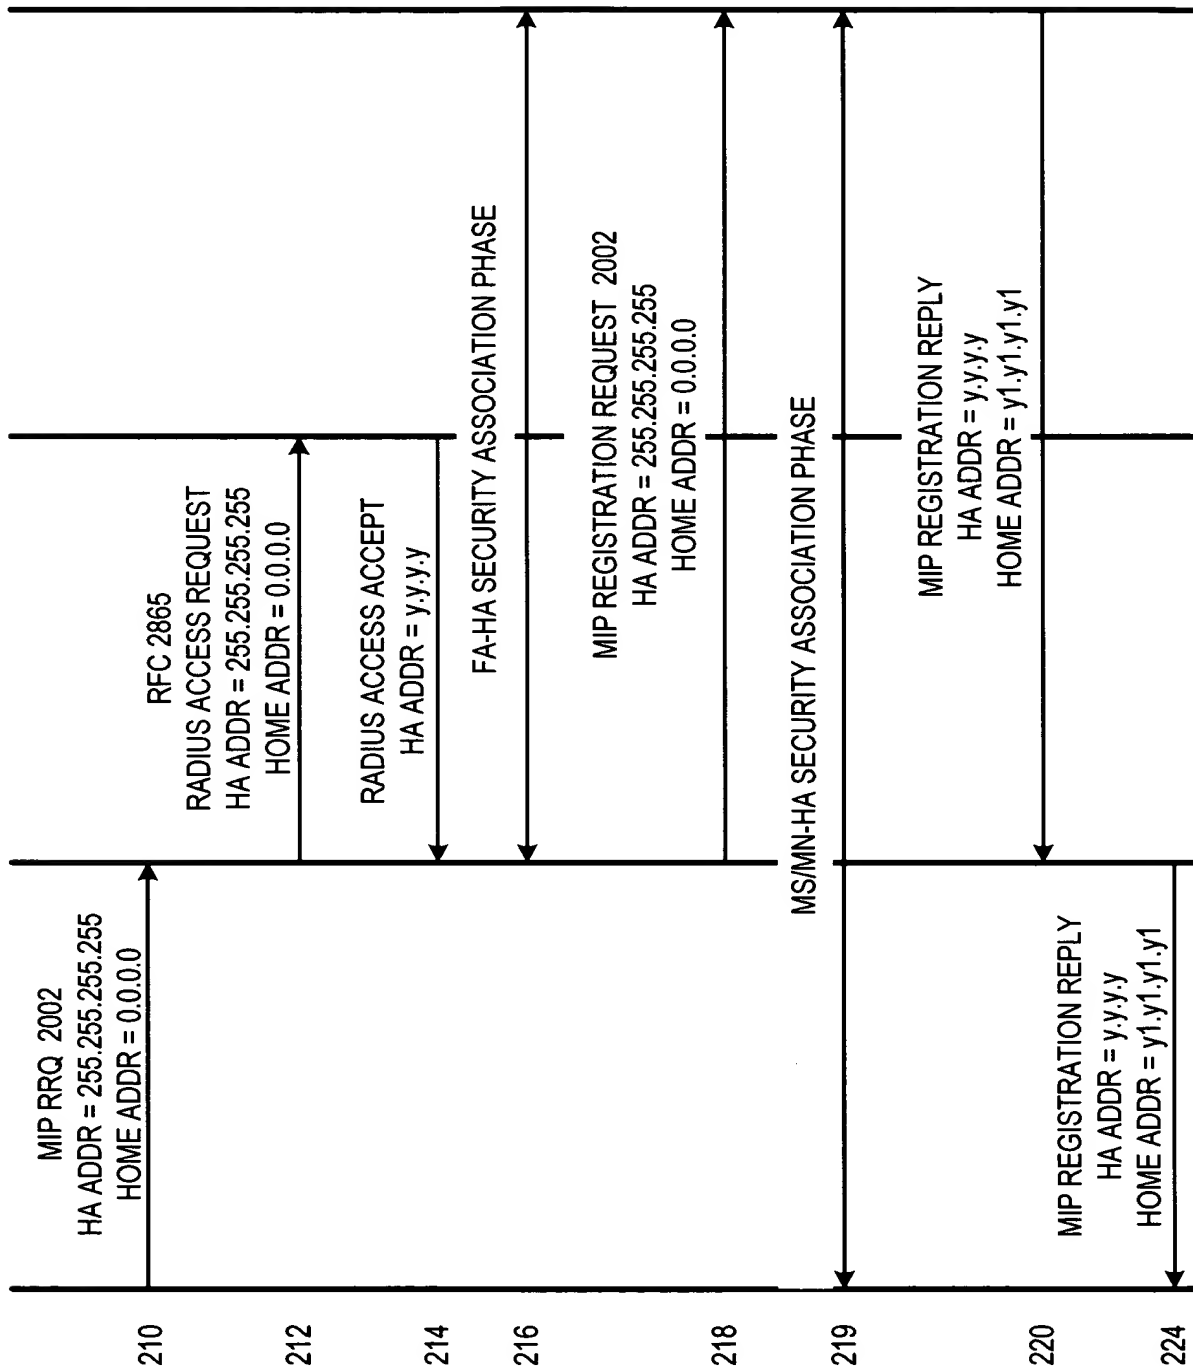 210
MIP RRQ 2002
HA ADDR = 255.255.255.255
HOME ADDR = 0.0.0.0
212
RFC 2865
RADIUS ACCESS REQUEST
HA ADDR = 255.255.255.255
HOME ADDR = 0.0.0.0
214
RADIUS ACCESS ACCEPT
HA ADDR = y.y.y.y
216
FA-HA SECURITY ASSOCIATION PHASE
218
MIP REGISTRATION REQUEST 2002
HA ADDR = 255.255.255.255
HOME ADDR = 0.0.0.0
219
MS/MN-HA SECURITY ASSOCIATION PHASE
220
MIP REGISTRATION REPLY
HA ADDR = y.y.y.y
HOME ADDR = y1.y1.y1.y1
224
MIP REGISTRATION REPLY
HA ADDR = y.y.y.y
HOME ADDR = y1.y1.y1.y1